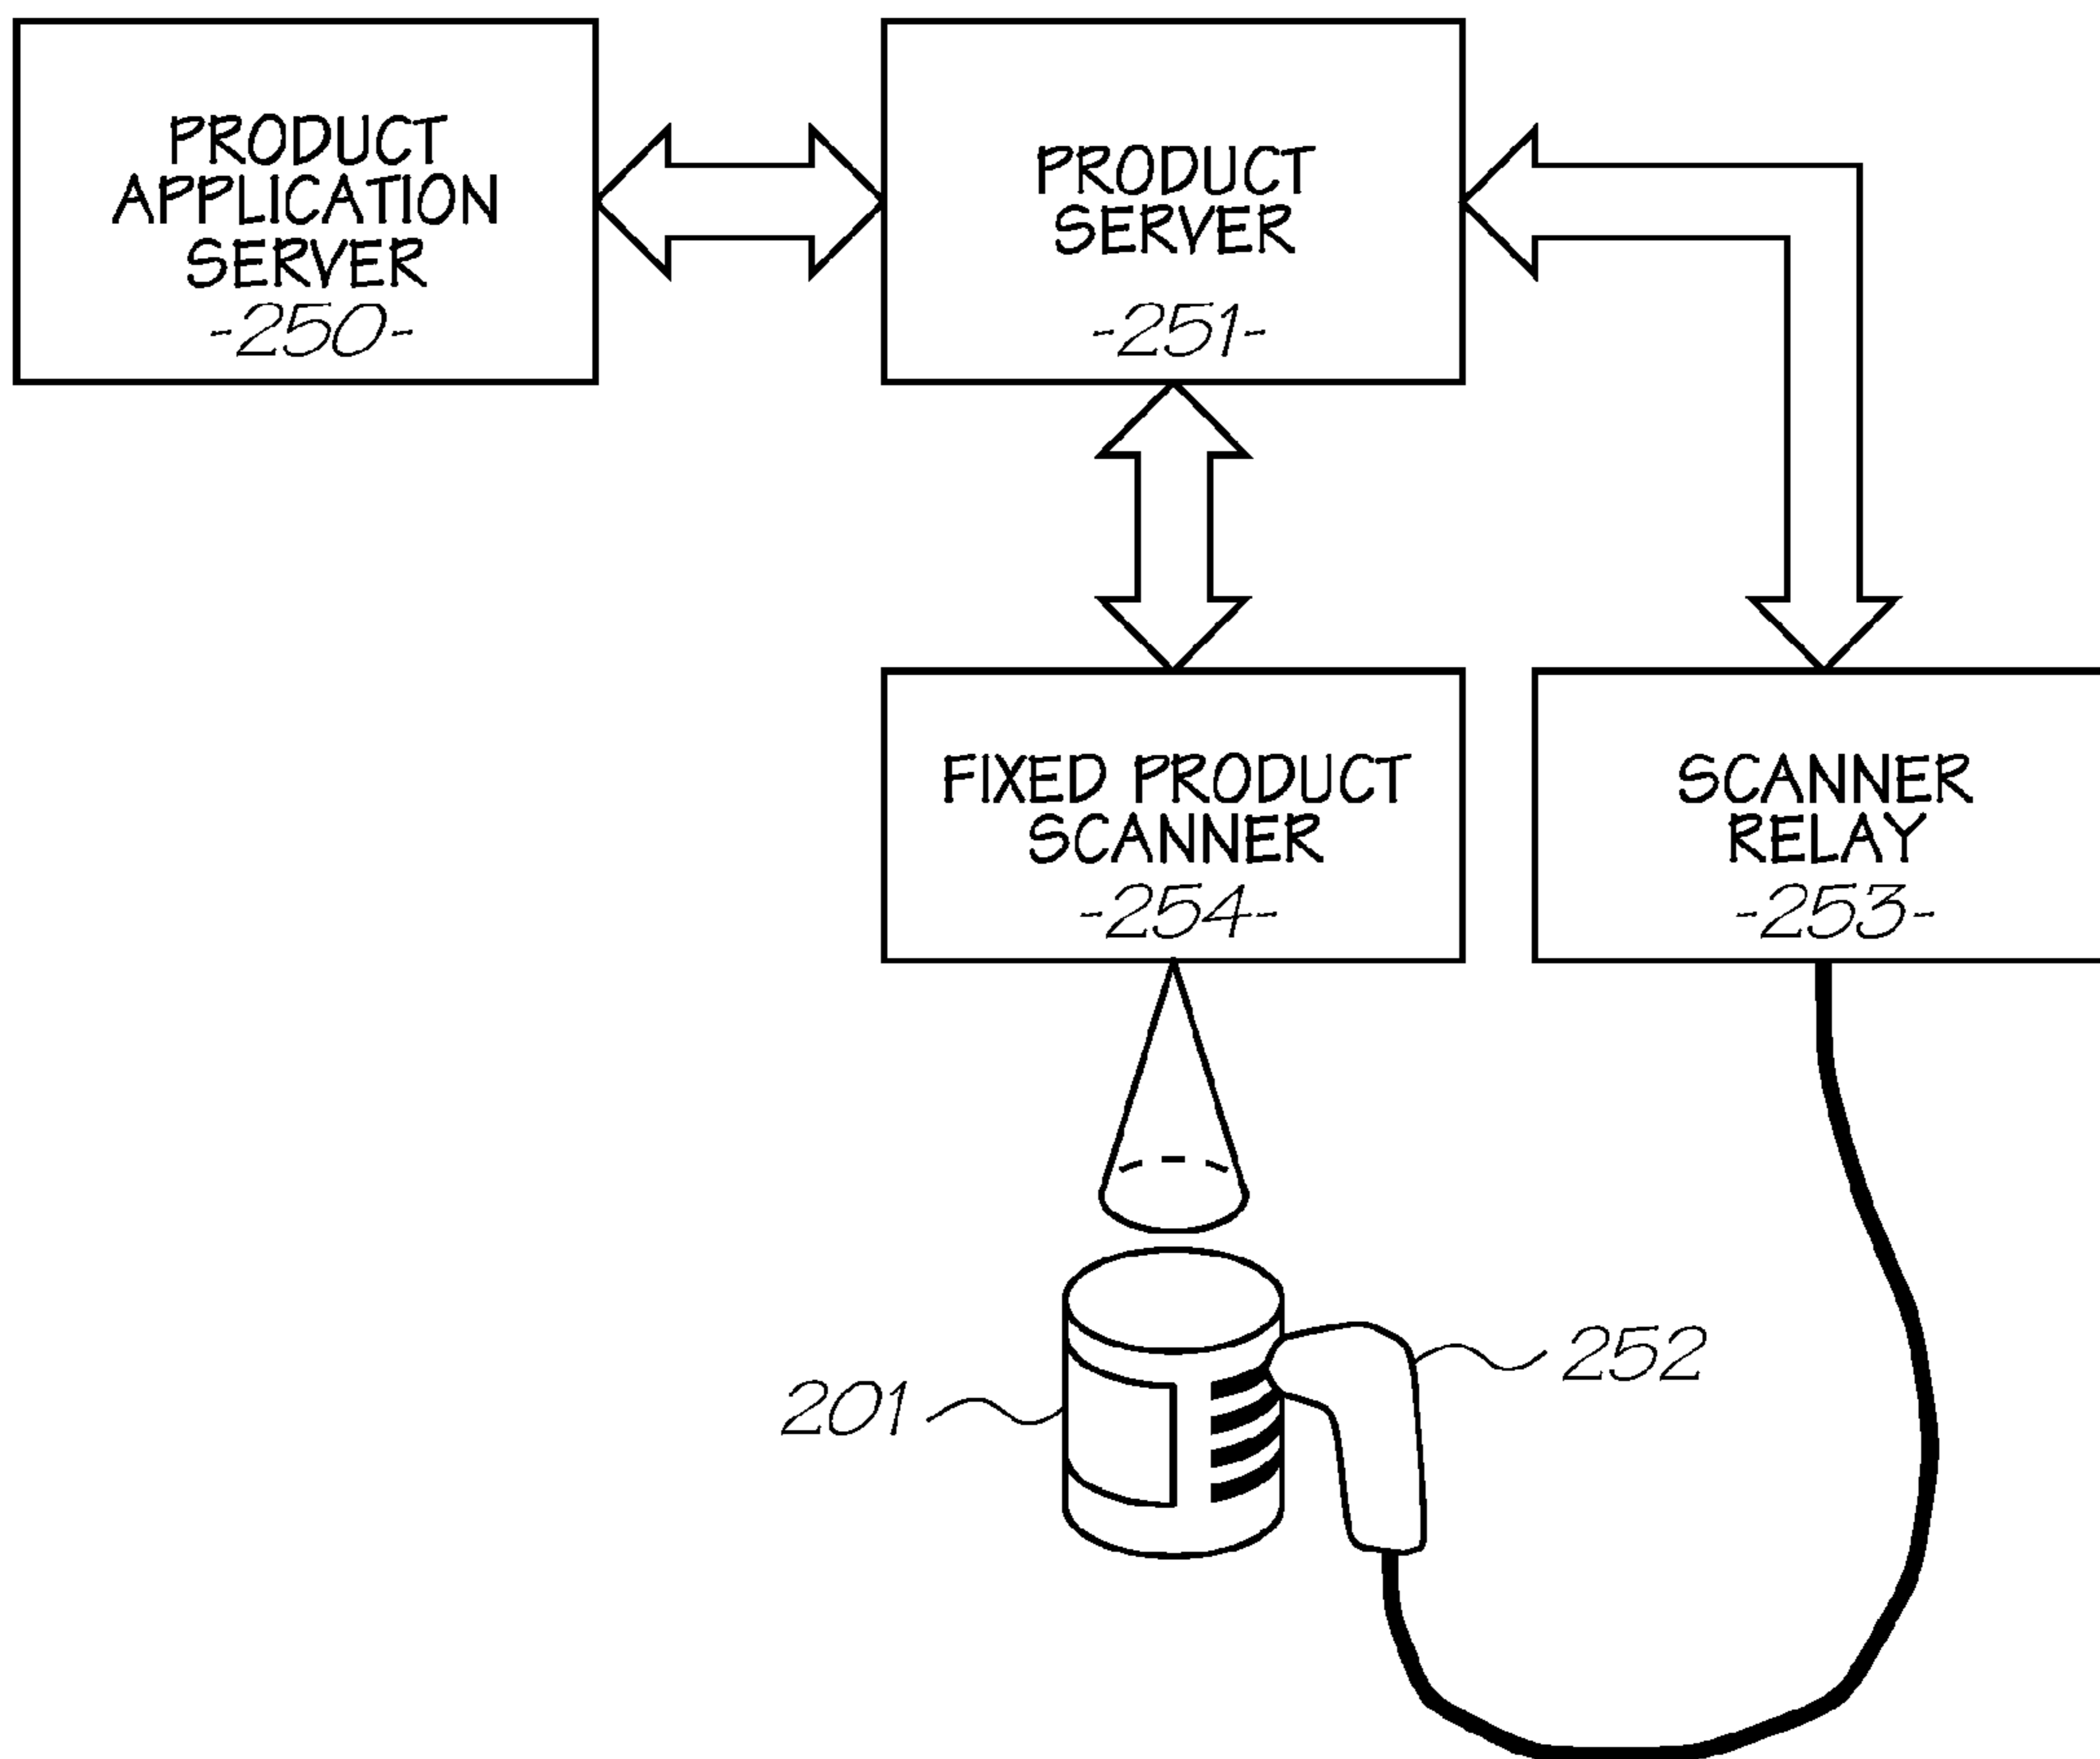 PRODUCT
APPLICATION
SERVER
-250-
PRODUCT
SERVER
-251-
FIXED PRODUCT
SCANNER
-254-
SCANNER
RELAY
-253-
252
201